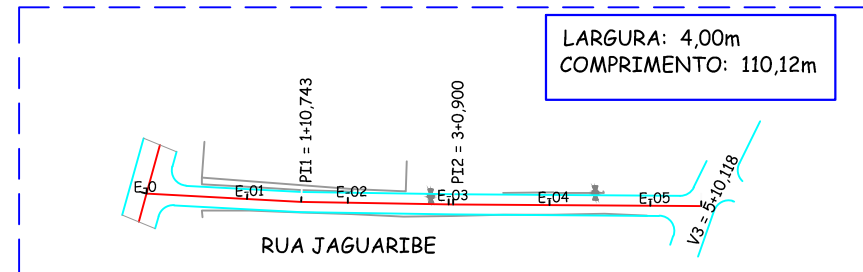 LARGURA: 4,00m
COMPRIMENTO: 110,12m
PI1 = 1+10,743
PI2 = 3+0,900
V3 = 5+10,118
E-0
E-01
E-02
E-03
E-04
E-05
RUA JAGUARIBE